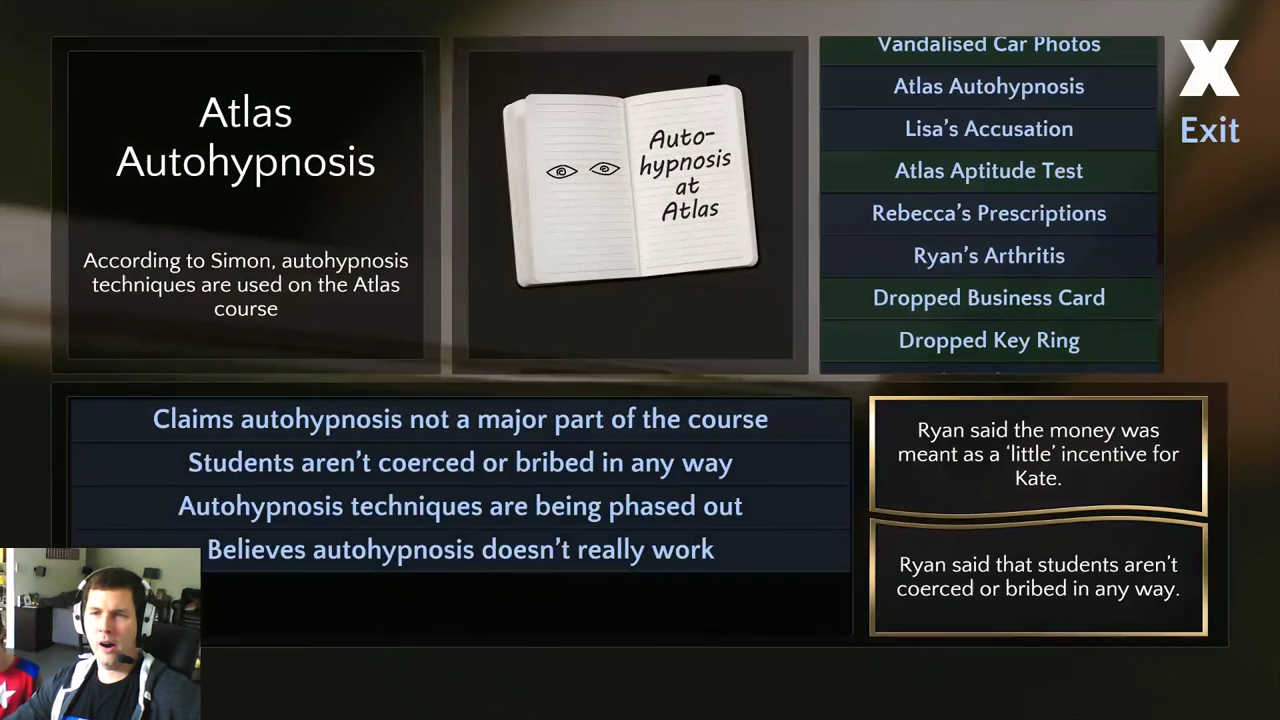 Atlas
Autohypnosis
According to Simon, autohypnosis
techniques are used on the Atlas
course
Auto-
hypnosis
at
Atlas
Vandalised Car Photos
Atlas Autohypnosis
Lisa's Accusation
Atlas Aptitude Test
Rebecca's Prescriptions
Ryan's Arthritis
Dropped Business Card
Dropped Key Ring
X
Exit
Claims autohypnosis not a major part of the course
Students aren't coerced or bribed in any way
Autohypnosis techniques are being phased out
Believes autohypnosis doesn't really work
Ryan said the money was
meant as a 'little' incentive for
Kate.
Ryan said that students aren't
coerced or bribed in any way.